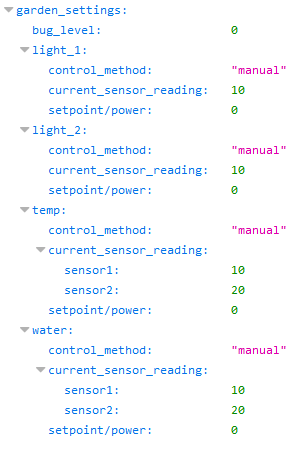 garden_settings:
bug_level: 0
light_1:
control_method: "manual"
current_sensor_reading: 10
setpoint/power: 0
light_2:
control_method: "manual"
current_sensor_reading: 10
setpoint/power: 0
temp:
control_method: "manual"
current_sensor_reading:
sensor1: 10
sensor2: 20
setpoint/power: 0
water:
control_method: "manual"
current_sensor_reading:
sensor1: 10
sensor2: 20
setpoint/power: 0